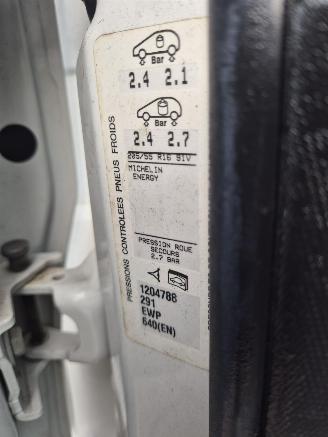 Bar
2.4 2.1
Bar
2.4 2.7
205/55 R16 91V
MICHELIN
ENERGY
PRESSION ROUE
SECOURS
2.7 BAR
1204788
291
EWP
640(EN)
PRESSIONS CONTROLEES PNEUS FROIDS